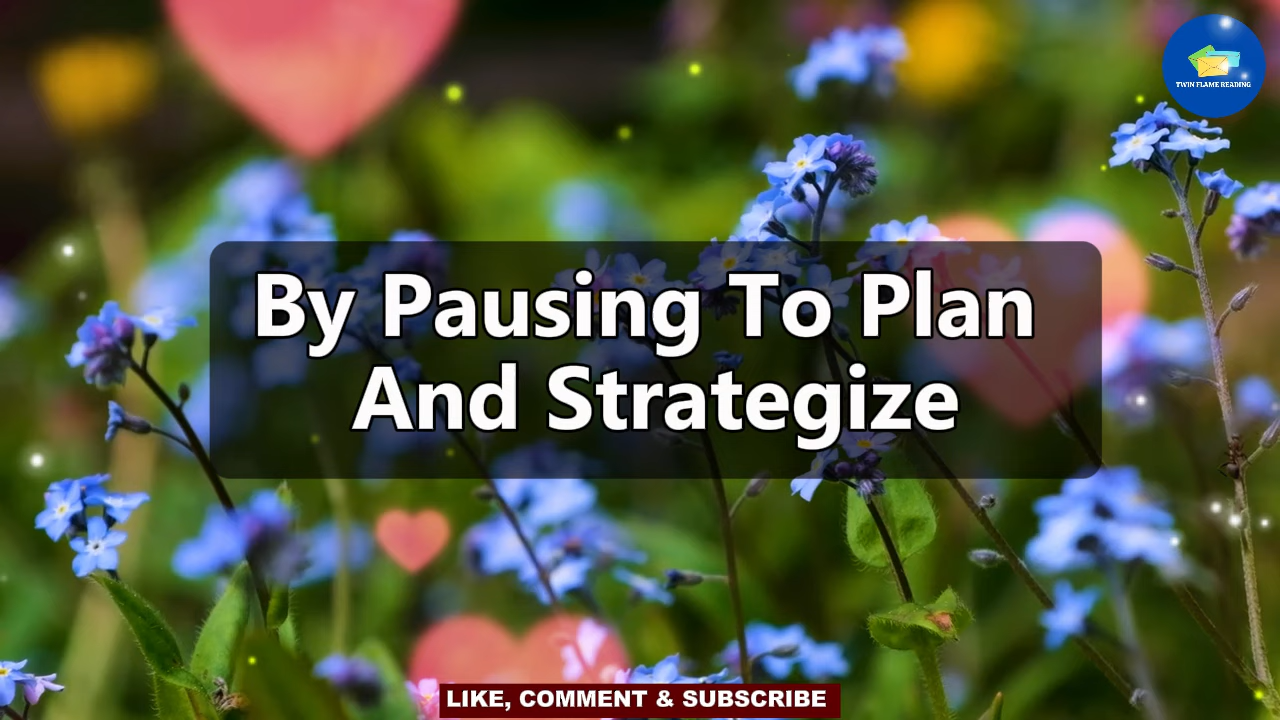 TWIN FLAME READING
By Pausing To Plan
And Strategize
LIKE, COMMENT & SUBSCRIBE